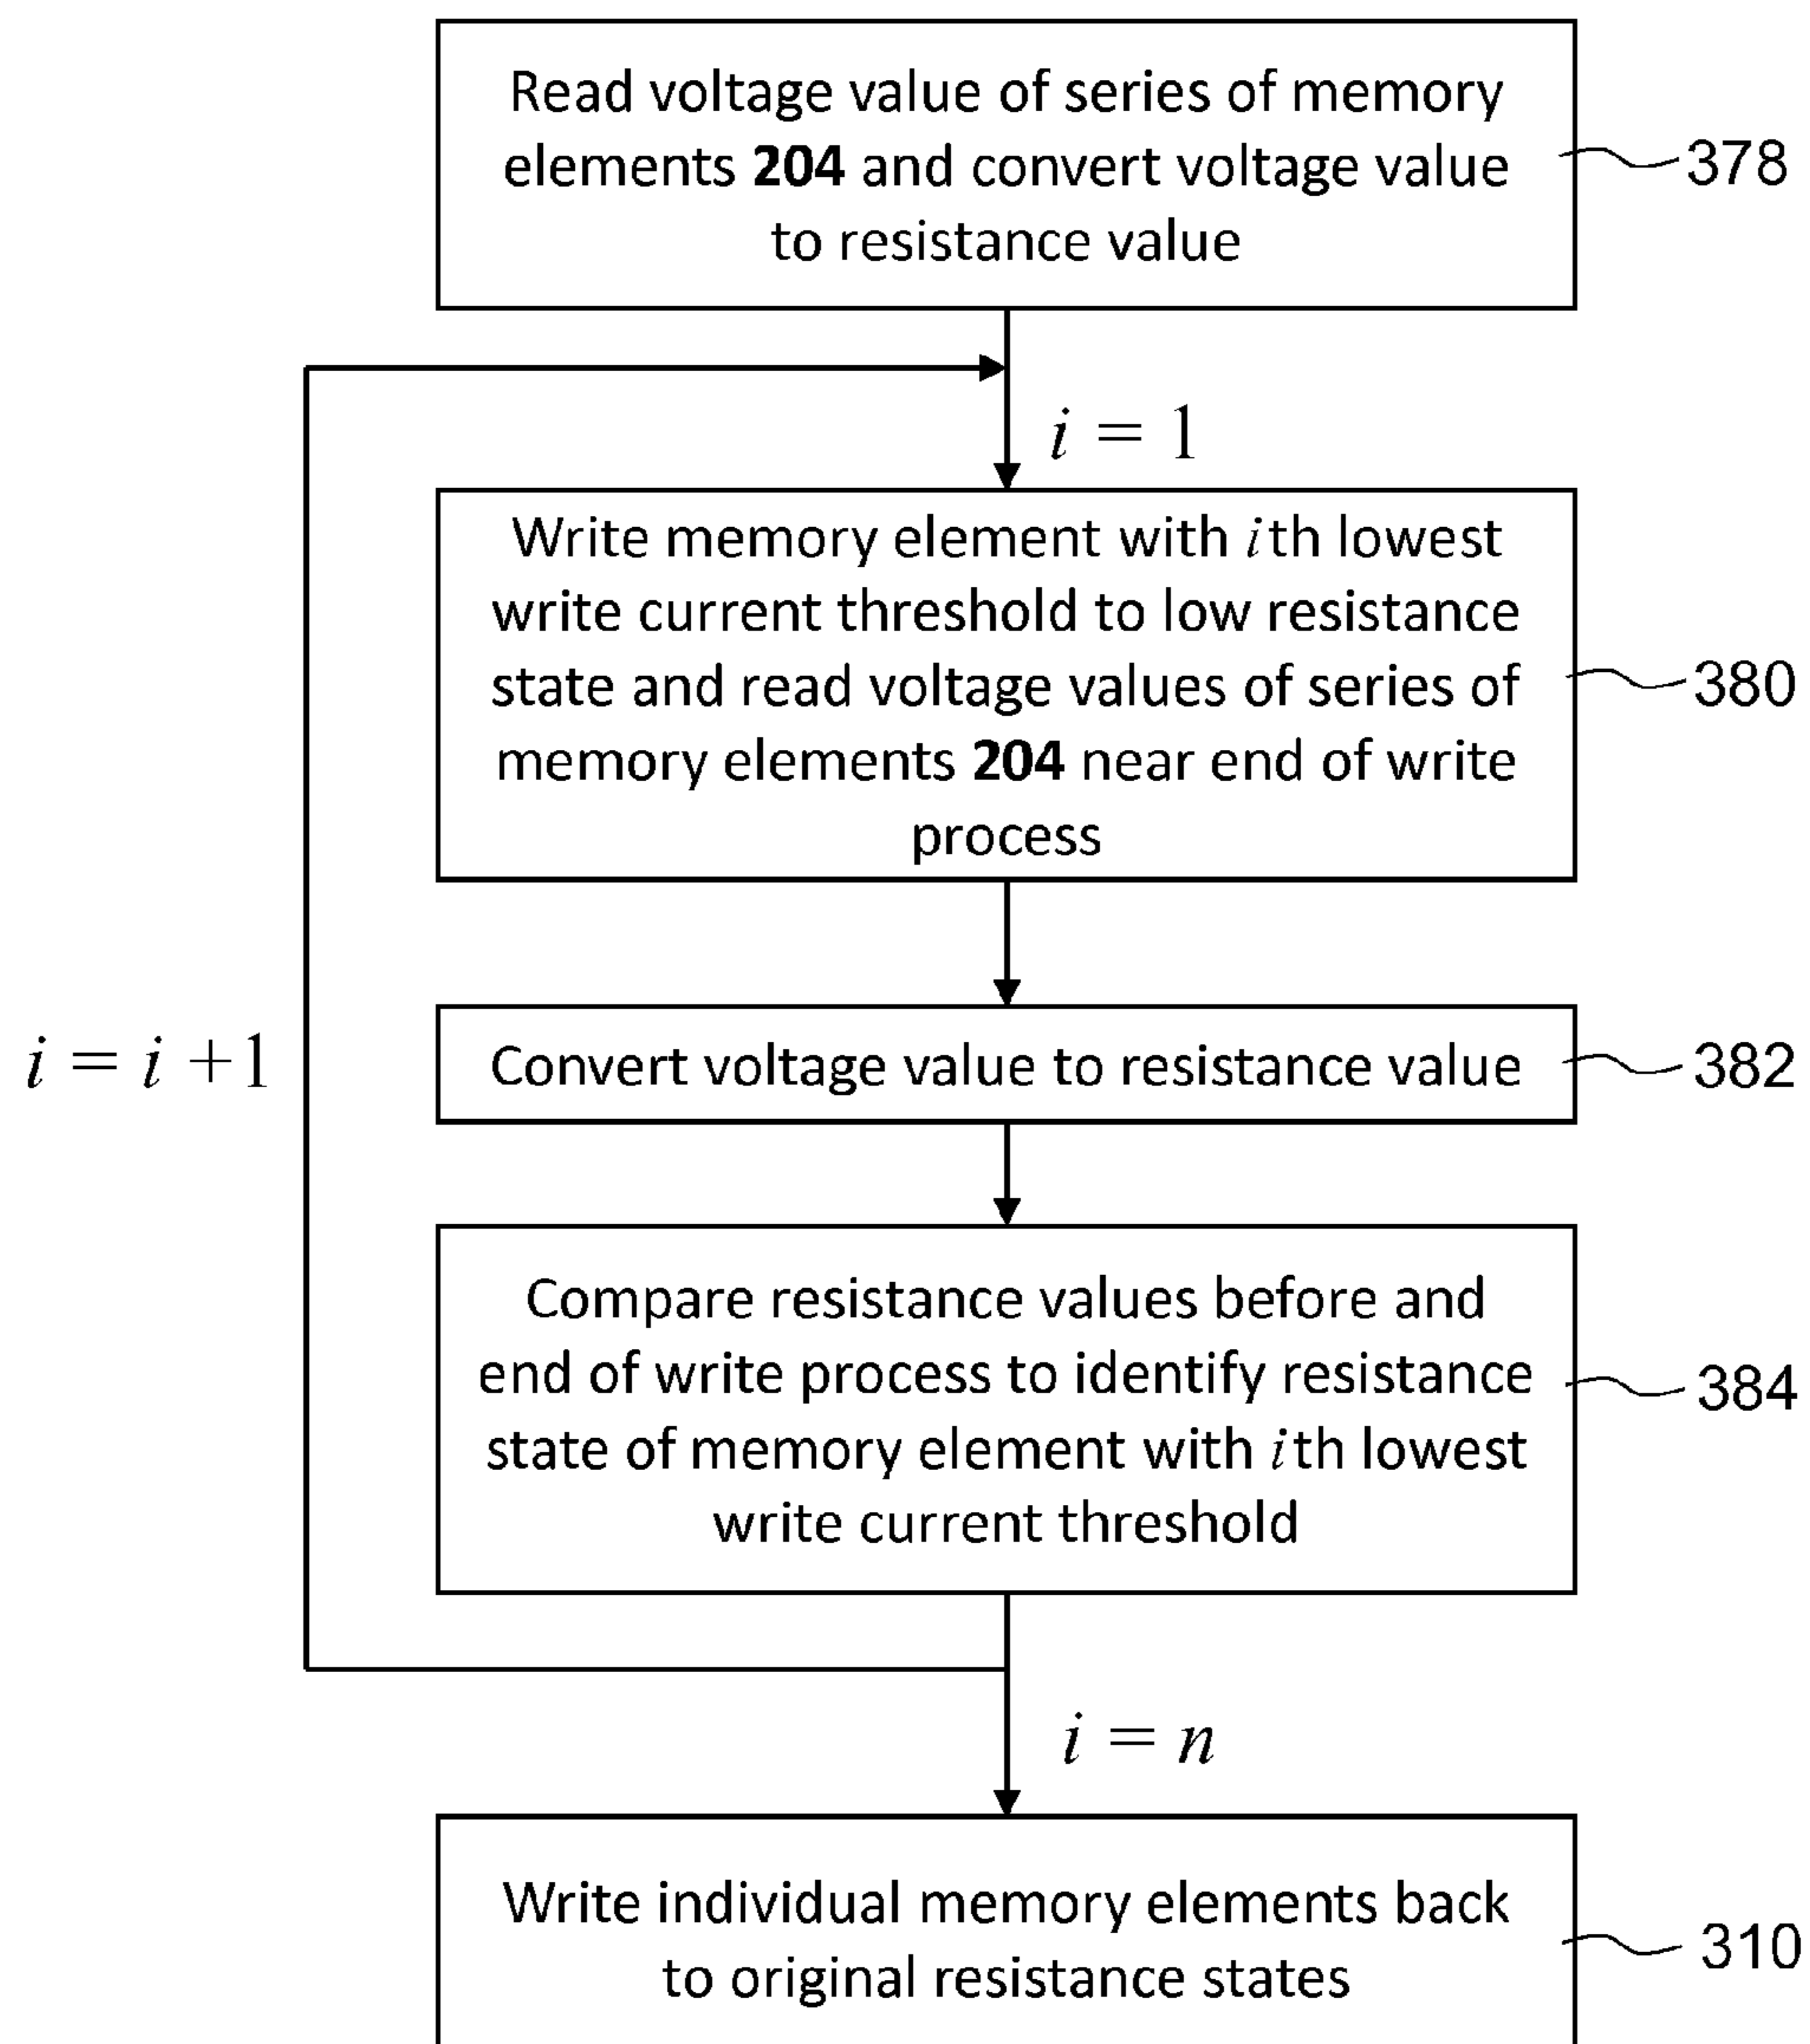 Read voltage value of series of memory
elements 204 and convert voltage value
to resistance value
378
i = 1
Write memory element with ith lowest
write current threshold to low resistance
state and read voltage values of series of
memory elements 204 near end of write
process
380
i = i +1
Convert voltage value to resistance value
382
Compare resistance values before and
end of write process to identify resistance
state of memory element with ith lowest
write current threshold
384
i = n
Write individual memory elements back
to original resistance states
310